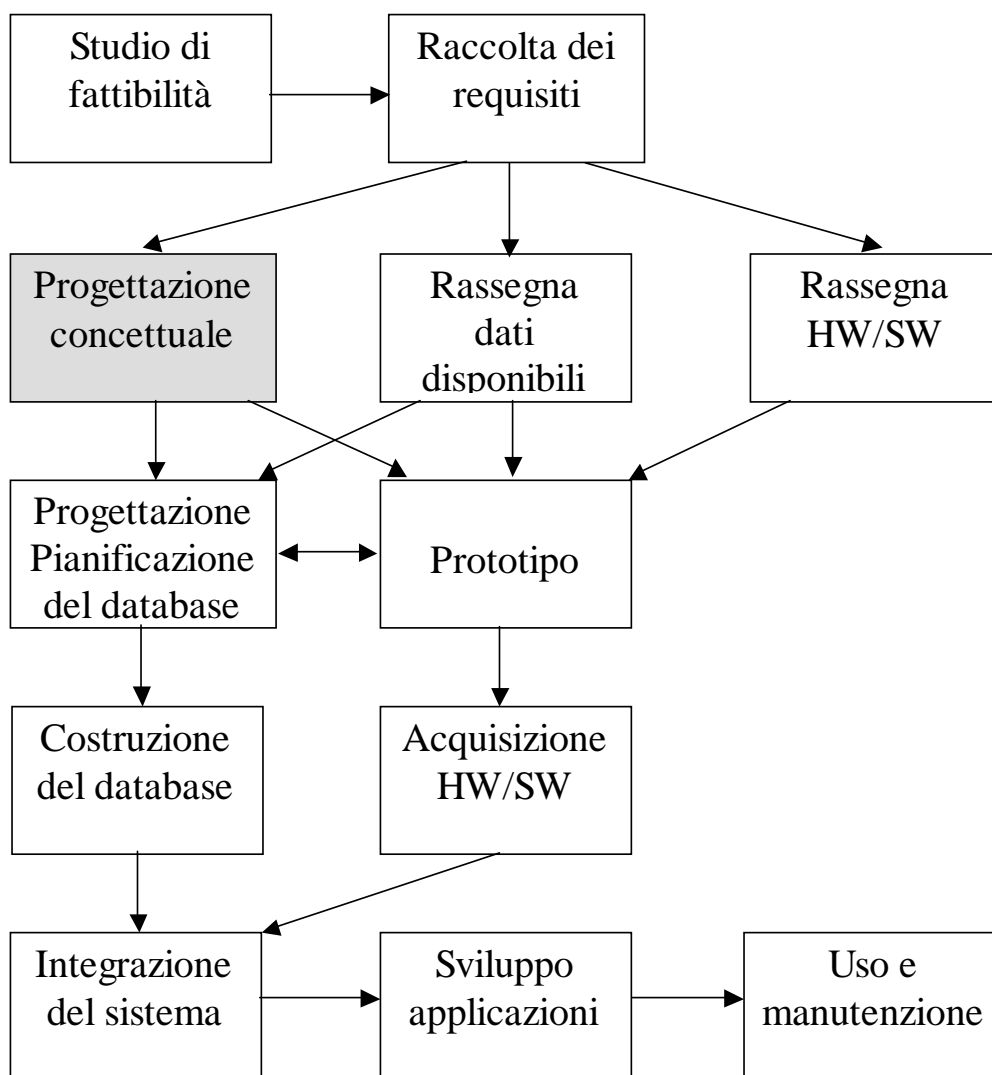 Studio di
fattibilità
Raccolta dei
requisiti
Progettazione
concettuale
Rassegna
dati
disponibili
Rassegna
HW/SW
Progettazione
Pianificazione
del database
Prototipo
Costruzione
del database
Acquisizione
HW/SW
Integrazione
del sistema
Sviluppo
applicazioni
Uso e
manutenzione